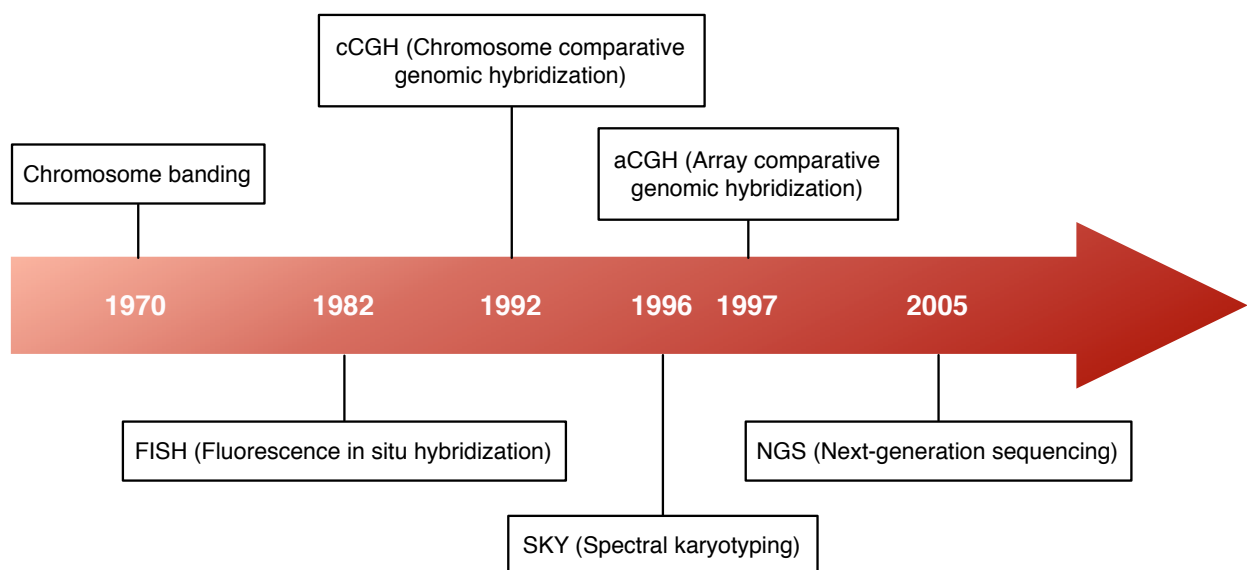 cCGH (Chromosome comparative
genomic hybridization)
Chromosome banding
aCGH (Array comparative
genomic hybridization)
1970
1982
1992
1996
1997
2005
FISH (Fluorescence in situ hybridization)
NGS (Next-generation sequencing)
SKY (Spectral karyotyping)